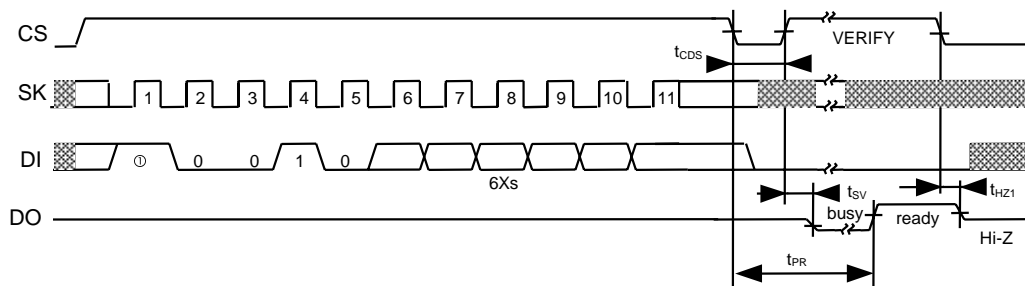 CS
VERIFY
tCDS
SK
1 2 3 4 5 6 7 8 9 10 11
DI
① 0 0 1 0
6Xs
tSV
tHZ1
DO
busy
ready
Hi-Z
tPR